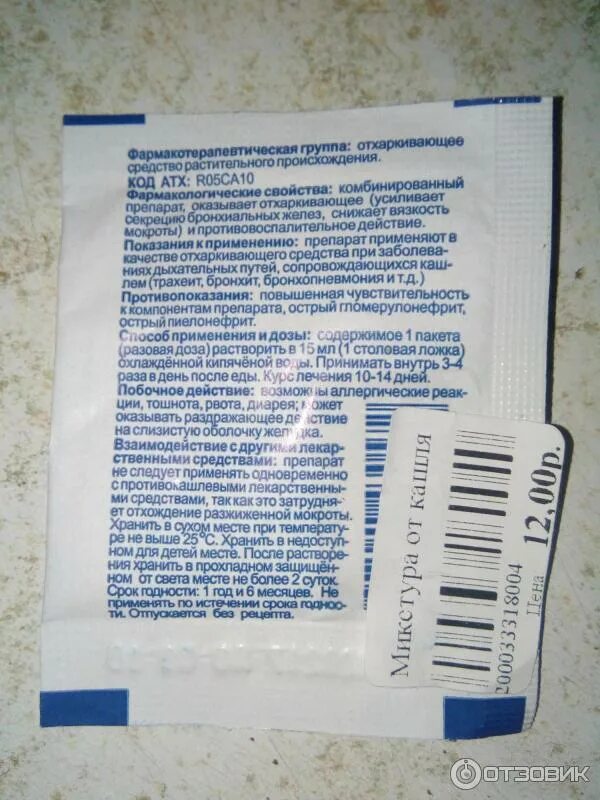 Фармакотерапевтическая группа: отхаркивающее
средство растительного происхождения.
КОД АТХ: R05CA10
Фармакологические свойства: комбинированный
препарат, оказывает отхаркивающее (усиливает
секрецию бронхиальных желез, снижает вязкость
мокроты) и противовоспалительное действие.
Показания к применению: препарат применяют в
качестве отхаркивающего средства при заболева-
ниях дыхательных путей, сопровождающихся каш-
лем (трахеит, бронхит, бронхопневмония и т.д.)
Противопоказания: повышенная чувствительность
к компонентам препарата, острый гломерулонефрит,
острый пиелонефрит.
Способ применения и дозы: содержимое 1 пакета
(разовая доза) растворить в 15 мл (1 столовая ложка)
охлаждённой кипячёной воды. Принимать внутрь 3-4
раза в день после еды. Курс лечения 10-14 дней.
Побочное действие: возможны аллергические реак-
ции, тошнота, рвота, диарея; может
оказывать раздражающее действие
на слизистую оболочку желудка.
Взаимодействие с другими лекар-
ственными средствами: препарат
не следует применять одновременно
с противокашлевыми лекарственны-
ми средствами, так как это затрудня-
ет отхождение разжиженной мокроты.
Хранить в сухом месте при температу-
ре не выше 25°С. Хранить в недоступ-
ном для детей месте. После растворе-
ния хранить в прохладном защищён-
ном от света месте не более 2 суток.
Срок годности: 1 год и 6 месяцев. Не
применять по истечении срока годнос-
ти. Отпускается без рецепта.
Микстура от кашля
2000333318004
Цена 12,00р.
ОТЗОВИК